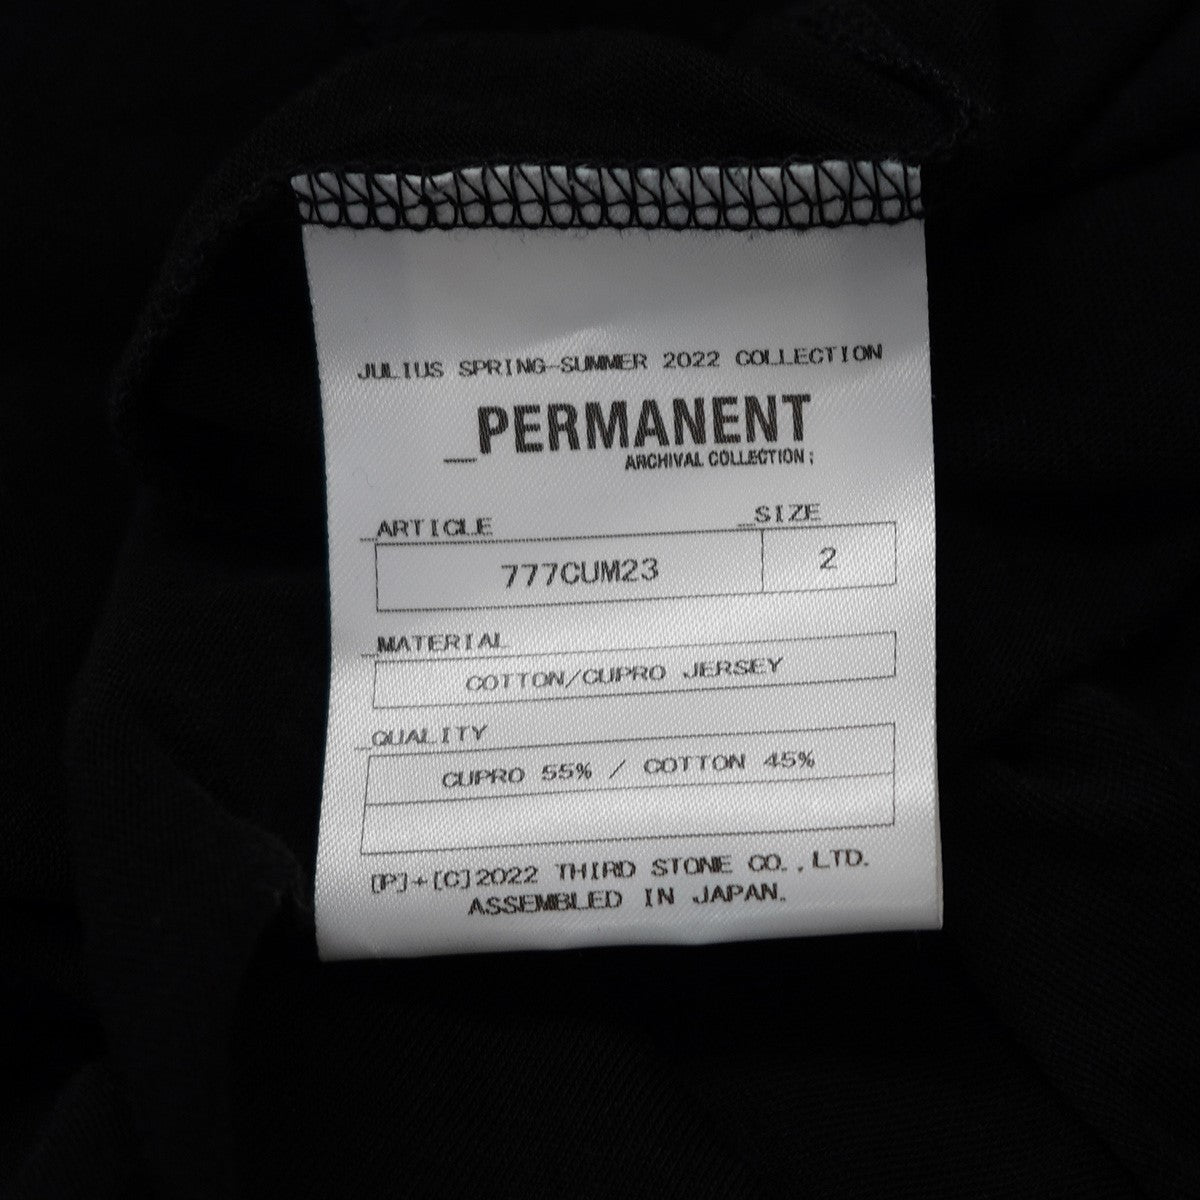 JULIUS SPRING-SUMMER 2022 COLLECTION
_PERMANENT
ARCHIVAL COLLECTION;
_ARTICLE _SIZE
777CUM23 2
_MATERIAL
COTTON/CUPRO JERSEY
_QUALITY
CUPRO 55% / COTTON 45%
[P]+[C]2022 THIRD STONE CO.,LTD.
ASSEMBLED IN JAPAN.